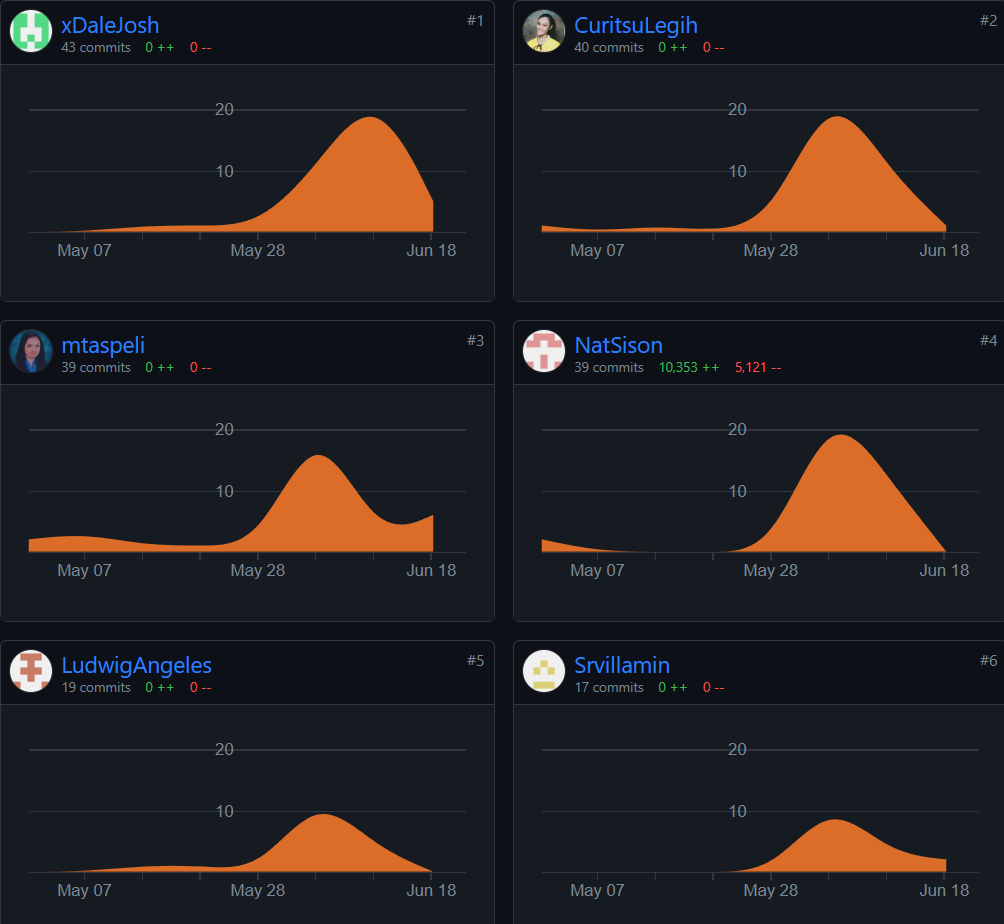 xDaleJosh #1
43 commits 0 ++ 0 --
20
10
May 07 May 28 Jun 18
CuritsuLegih #2
40 commits 0 ++ 0 --
20
10
May 07 May 28 Jun 18
mtaspeli #3
39 commits 0 ++ 0 --
20
10
May 07 May 28 Jun 18
NatSison #4
39 commits 10,353 ++ 5,121 --
20
10
May 07 May 28 Jun 18
LudwigAngeles #5
19 commits 0 ++ 0 --
20
10
May 07 May 28 Jun 18
Srvillamin #6
17 commits 0 ++ 0 --
20
10
May 07 May 28 Jun 18